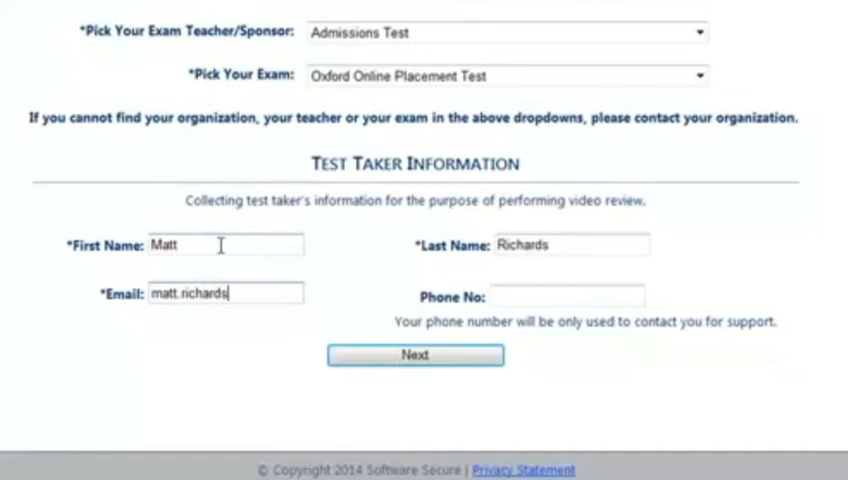 *Pick Your Exam Teacher/Sponsor: Admissions Test
*Pick Your Exam: Oxford Online Placement Test
If you cannot find your organization, your teacher or your exam in the above dropdowns, please contact your organization.
TEST TAKER INFORMATION
Collecting test taker's information for the purpose of performing video review.
*First Name: Matt *Last Name: Richards
*Email: matt.richards Phone No:
Your phone number will be only used to contact you for support.
Next
© Copyright 2014 Software Secure | Privacy Statement